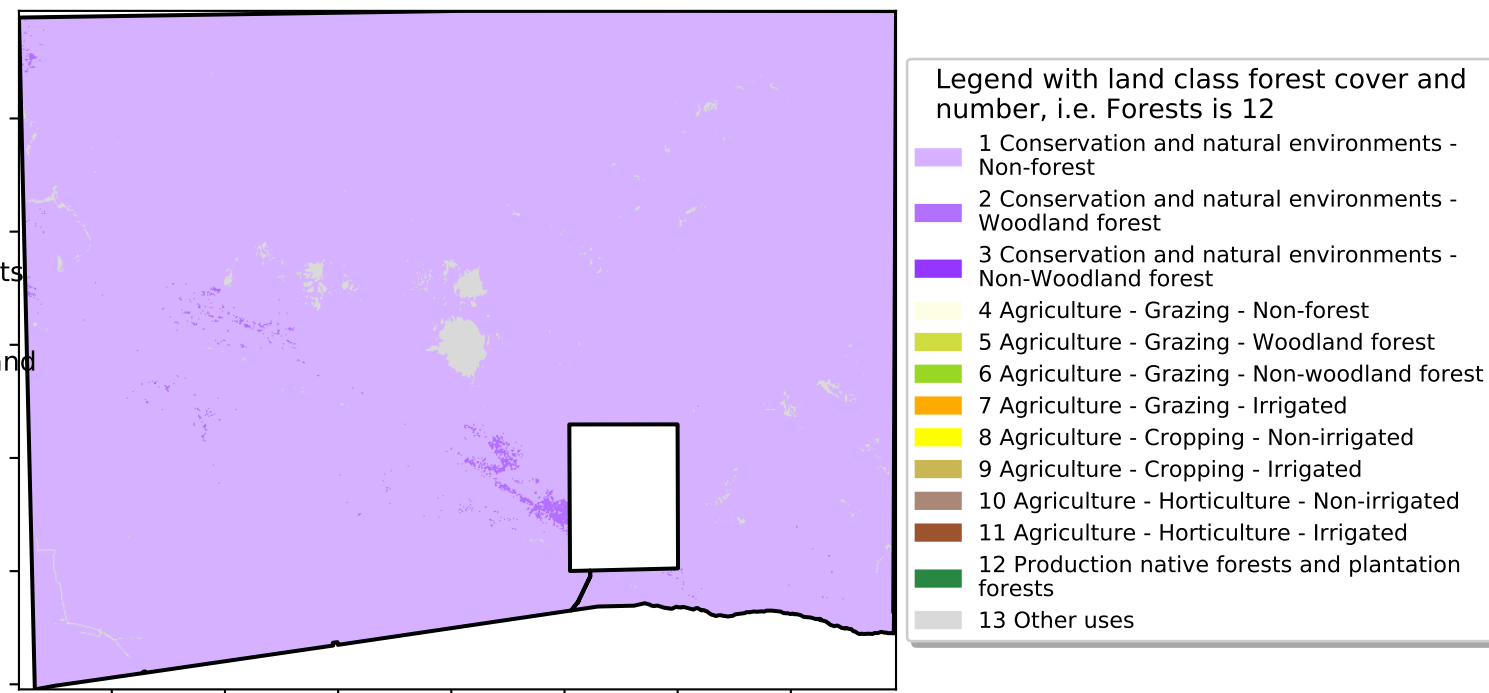 Legend with land class forest cover and
number, i.e. Forests is 12
1 Conservation and natural environments -
Non-forest
2 Conservation and natural environments -
Woodland forest
3 Conservation and natural environments -
Non-Woodland forest
4 Agriculture - Grazing - Non-forest
5 Agriculture - Grazing - Woodland forest
6 Agriculture - Grazing - Non-woodland forest
7 Agriculture - Grazing - Irrigated
8 Agriculture - Cropping - Non-irrigated
9 Agriculture - Cropping - Irrigated
10 Agriculture - Horticulture - Non-irrigated
11 Agriculture - Horticulture - Irrigated
12 Production native forests and plantation
forests
13 Other uses